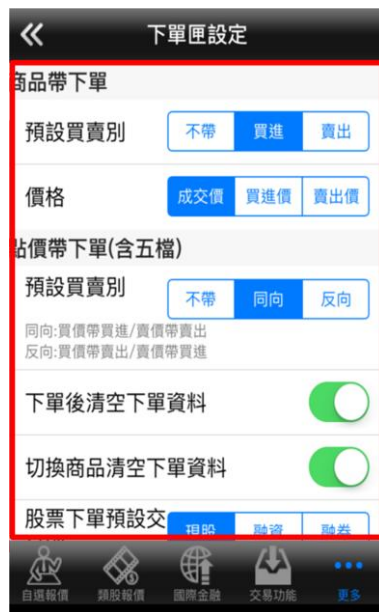 下單匣設定
商品帶下單
預設買賣別 不帶 買進 賣出
價格 成交價 買進價 賣出價
點價帶下單(含五檔)
預設買賣別 不帶 同向 反向
同向:買價帶買進/賣價帶賣出
反向:買價帶賣出/賣價帶買進
下單後清空下單資料
切換商品清空下單資料
股票下單預設交 現股 融資 融券
自選報價 類股報價 國際金融 交易功能 更多